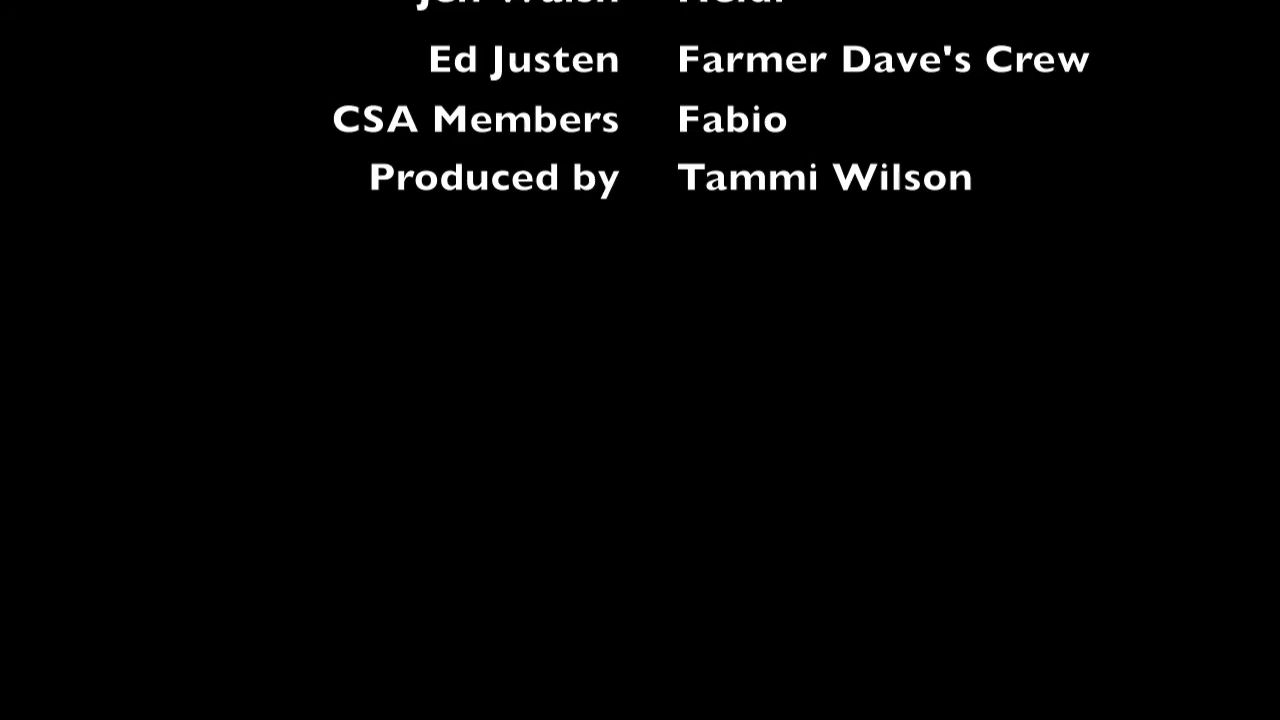 Ed Justen Farmer Dave's Crew
CSA Members Fabio
Produced by Tammi Wilson